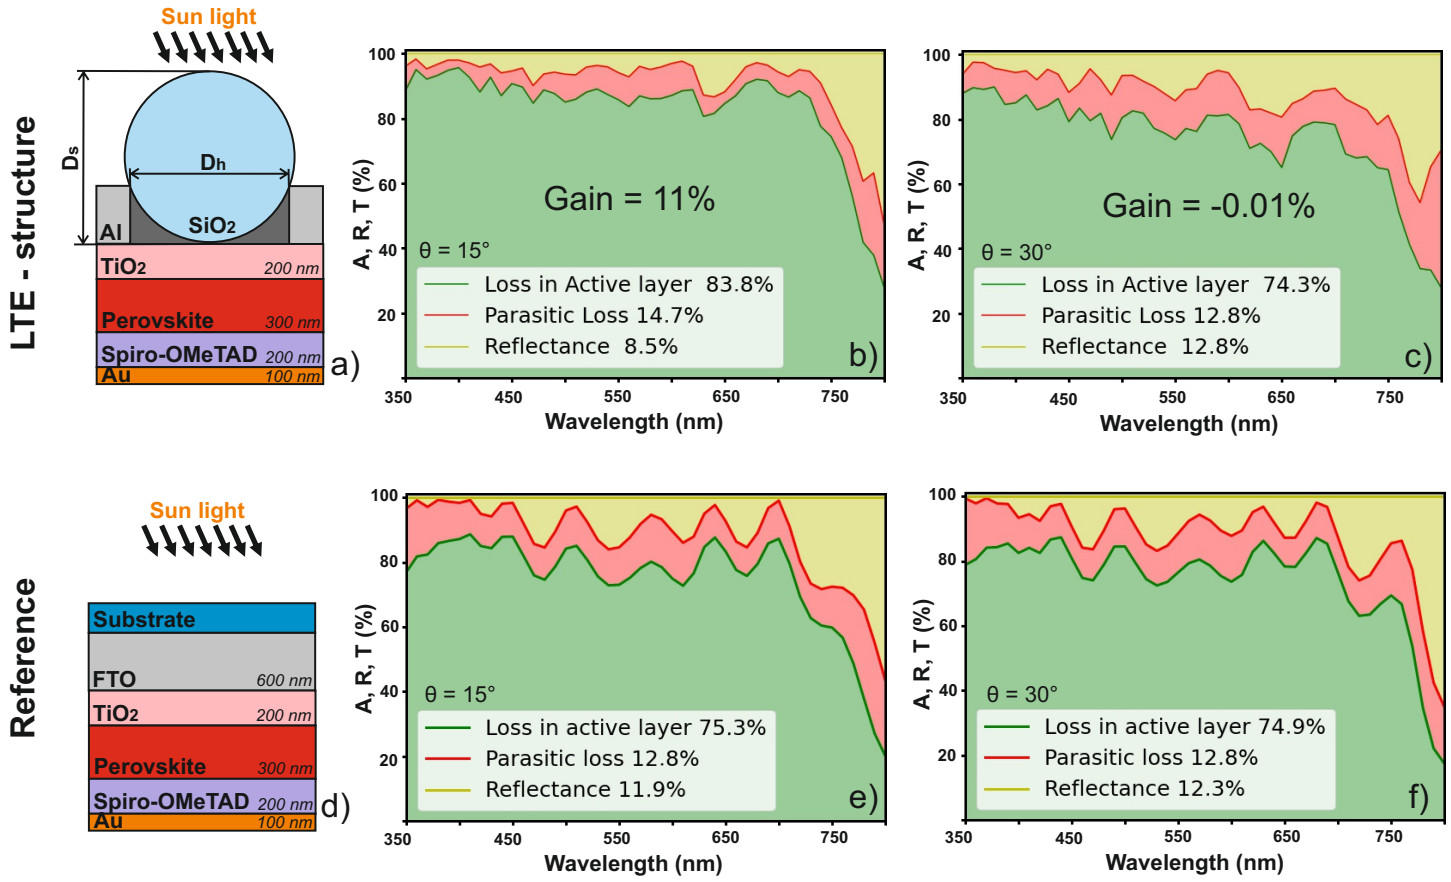 LTE - structure
Sun light
Ds
Dh
SiO2
Al
TiO2 200 nm
Perovskite 300 nm
Spiro-OMeTAD 200 nm
Au 100 nm
a)
A, R, T (%)
100
80
60
40
20
Gain = 11%
θ = 15°
Loss in Active layer 83.8%
Parasitic Loss 14.7%
Reflectance 8.5%
b)
350 450 550 650 750
Wavelength (nm)
A, R, T (%)
100
80
60
40
20
Gain = -0.01%
θ = 30°
Loss in Active layer 74.3%
Parasitic Loss 12.8%
Reflectance 12.8%
c)
350 450 550 650 750
Wavelength (nm)
Reference
Sun light
Substrate
FTO 600 nm
TiO2 200 nm
Perovskite 300 nm
Spiro-OMeTAD 200 nm
Au 100 nm
d)
A, R, T (%)
100
80
60
40
20
θ = 15°
Loss in active layer 75.3%
Parasitic loss 12.8%
Reflectance 11.9%
e)
350 450 550 650 750
Wavelength (nm)
A, R, T (%)
100
80
60
40
20
θ = 30°
Loss in active layer 74.9%
Parasitic loss 12.8%
Reflectance 12.3%
f)
350 450 550 650 750
Wavelength (nm)